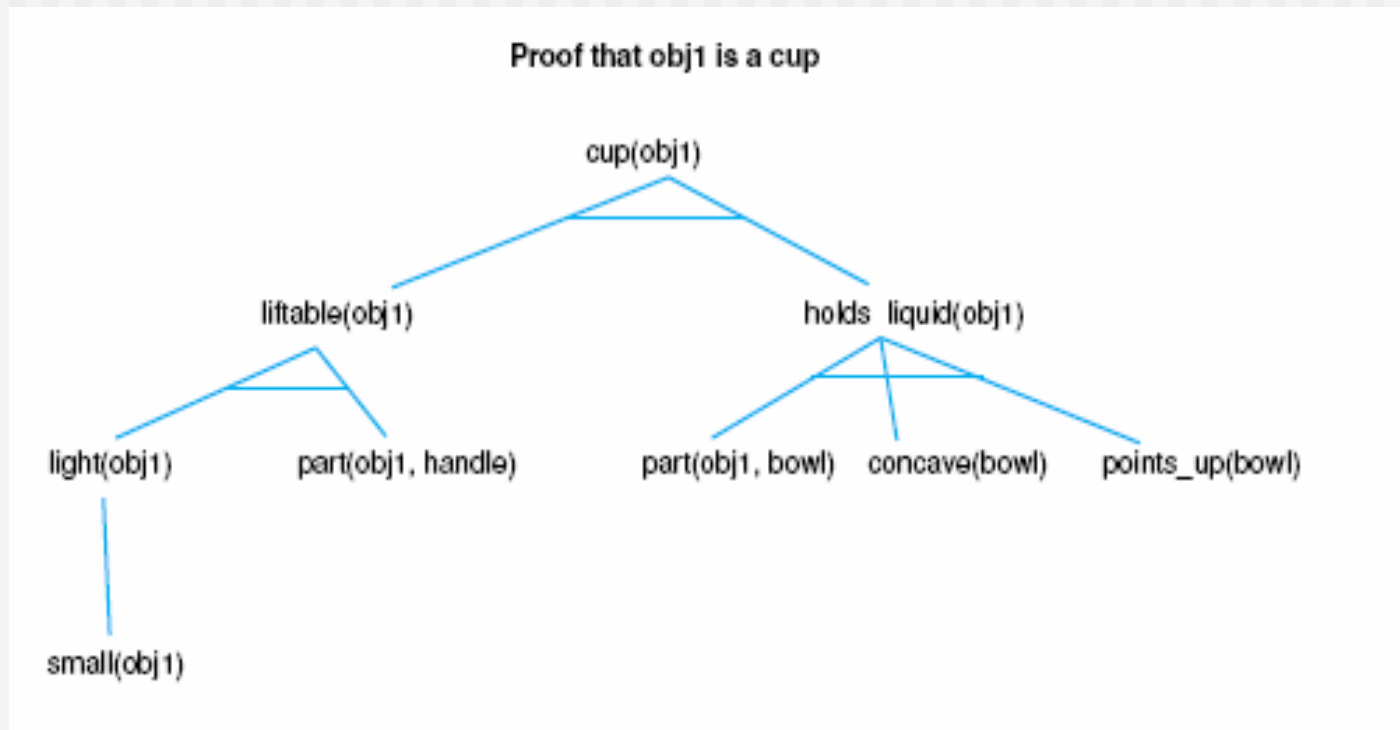 Proof that obj1 is a cup
cup(obj1)
liftable(obj1) holds liquid(obj1)
light(obj1) part(obj1, handle) part(obj1, bowl) concave(bowl) points_up(bowl)
small(obj1)